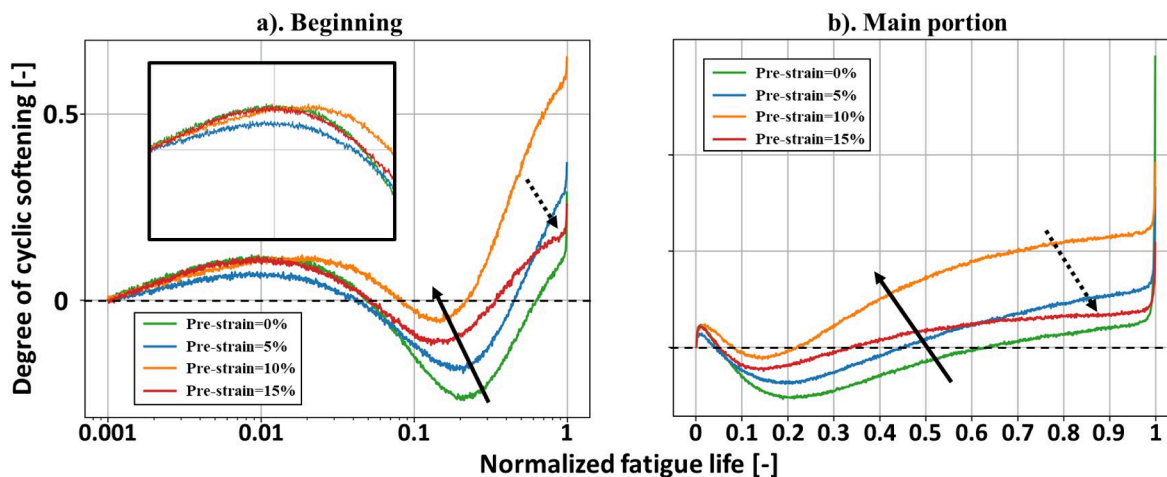 a). Beginning
b). Main portion
Degree of cyclic softening [-]
0.5
0
Pre-strain=0%
Pre-strain=5%
Pre-strain=10%
Pre-strain=15%
0.001
0.01
0.1
1
Pre-strain=0%
Pre-strain=5%
Pre-strain=10%
Pre-strain=15%
0 0.1 0.2 0.3 0.4 0.5 0.6 0.7 0.8 0.9 1
Normalized fatigue life [-]